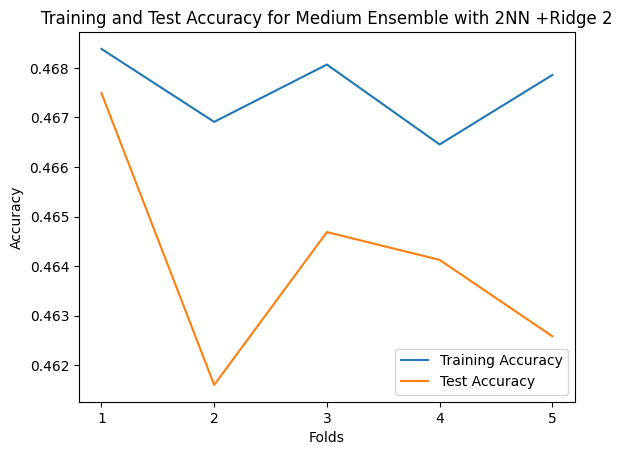 Training and Test Accuracy for Medium Ensemble with 2NN +Ridge 2
Accuracy
0.468
0.467
0.466
0.465
0.464
0.463
0.462
Training Accuracy
Test Accuracy
1 2 3 4 5
Folds